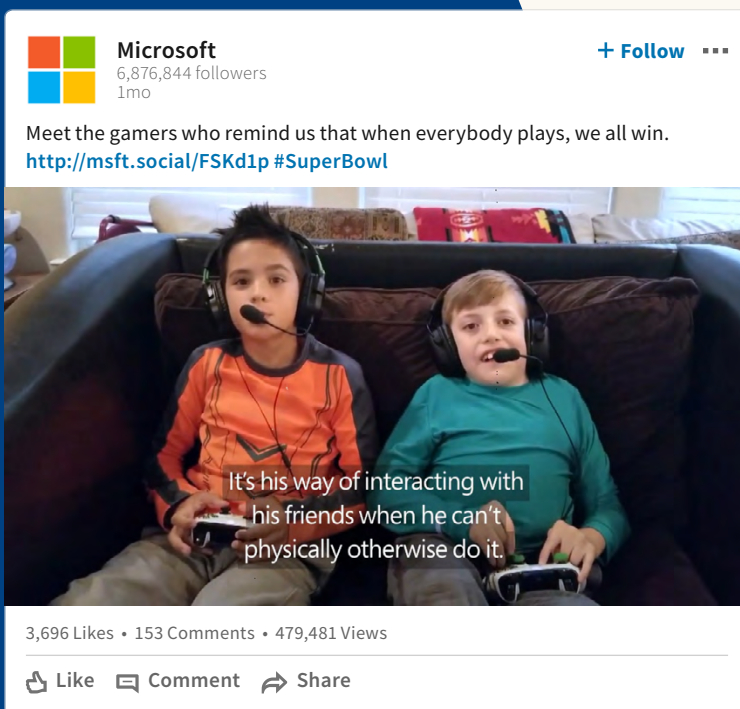 Microsoft
+ Follow
6,876,844 followers
1mo
Meet the gamers who remind us that when everybody plays, we all win.
http://msft.social/FSKd1p #SuperBowl
It's his way of interacting with
his friends when he can't
physically otherwise do it.
3,696 Likes • 153 Comments • 479,481 Views
Like Comment Share